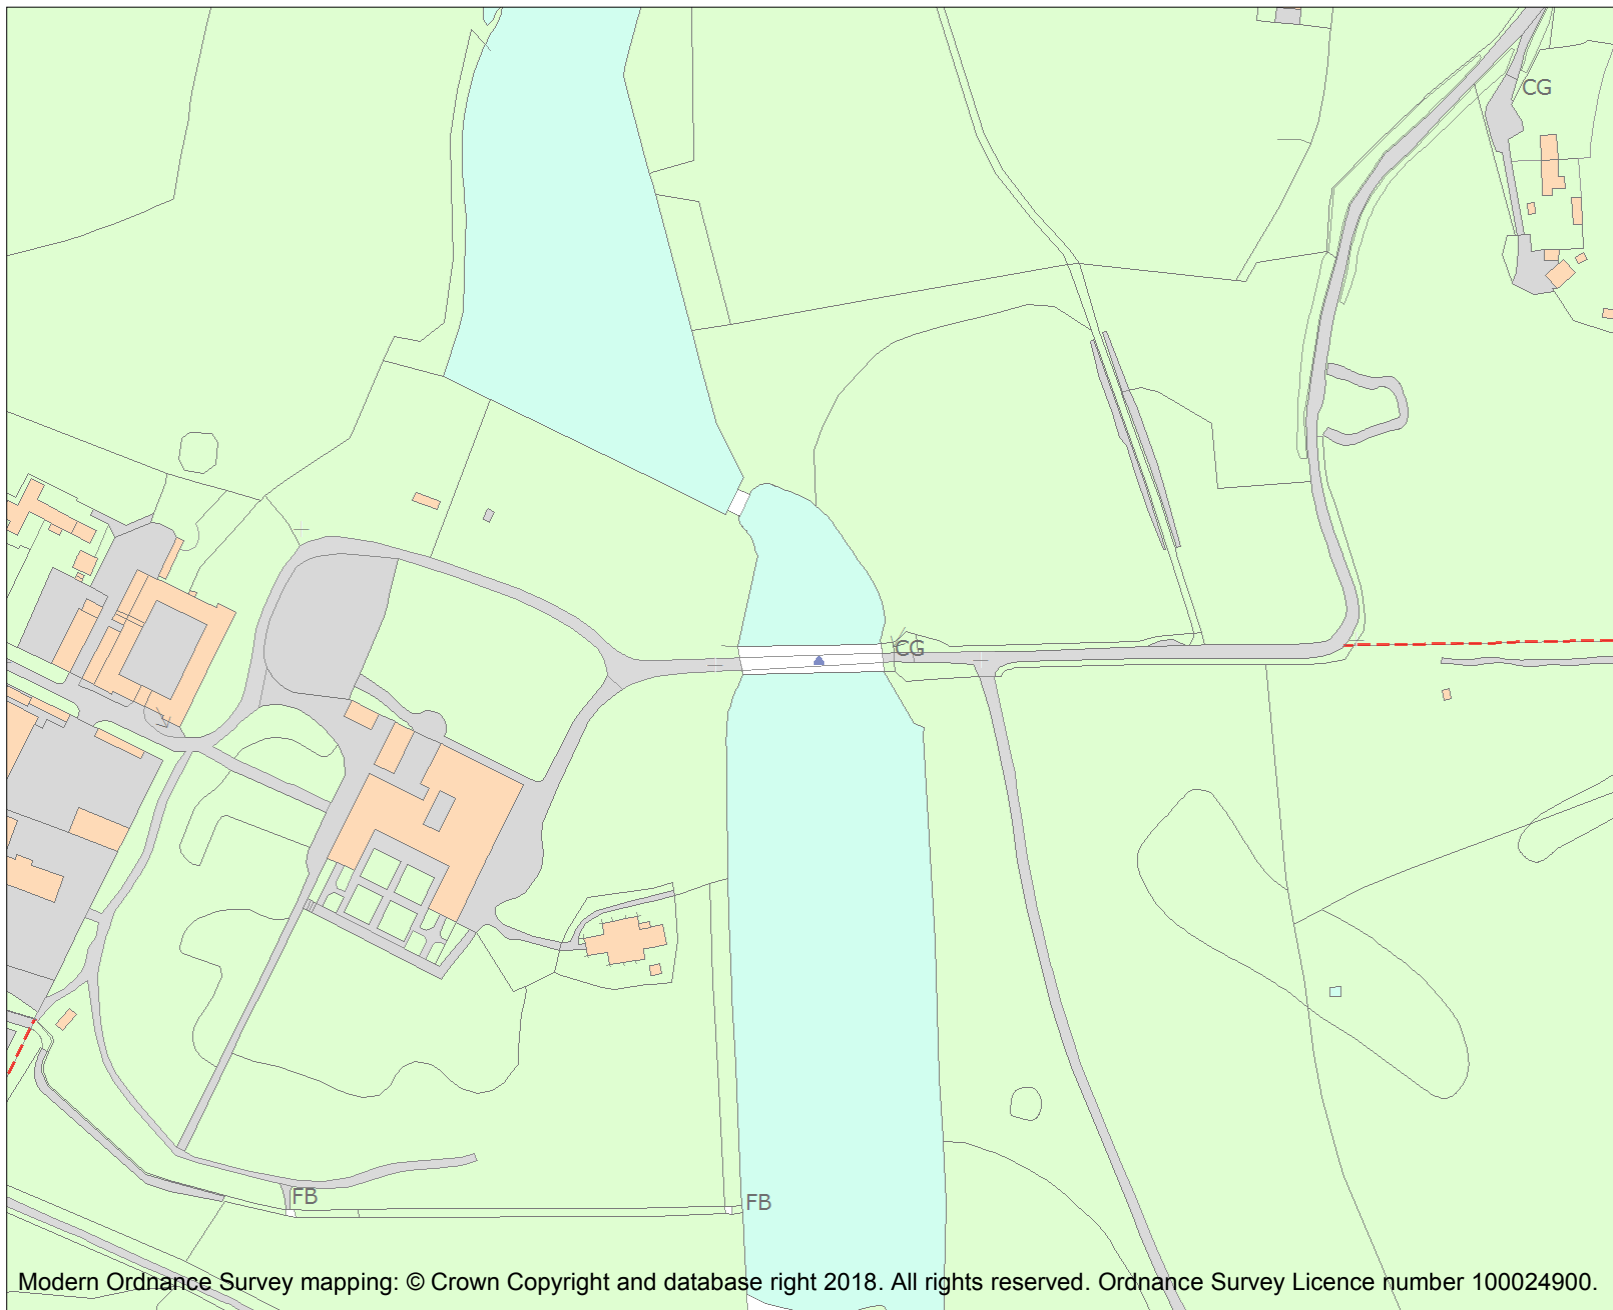 CG
CG
FB
FB
Modern Ordnance Survey mapping: © Crown Copyright and database right 2018. All rights reserved. Ordnance Survey Licence number 100024900.